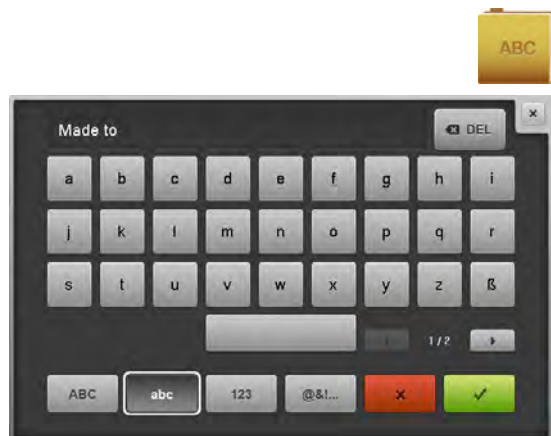 ABC
Made to
DEL
a b c d e f g h i
j k l m n o p q r
s t u v w x y z ß
1/2
ABC abc 123 @&!...